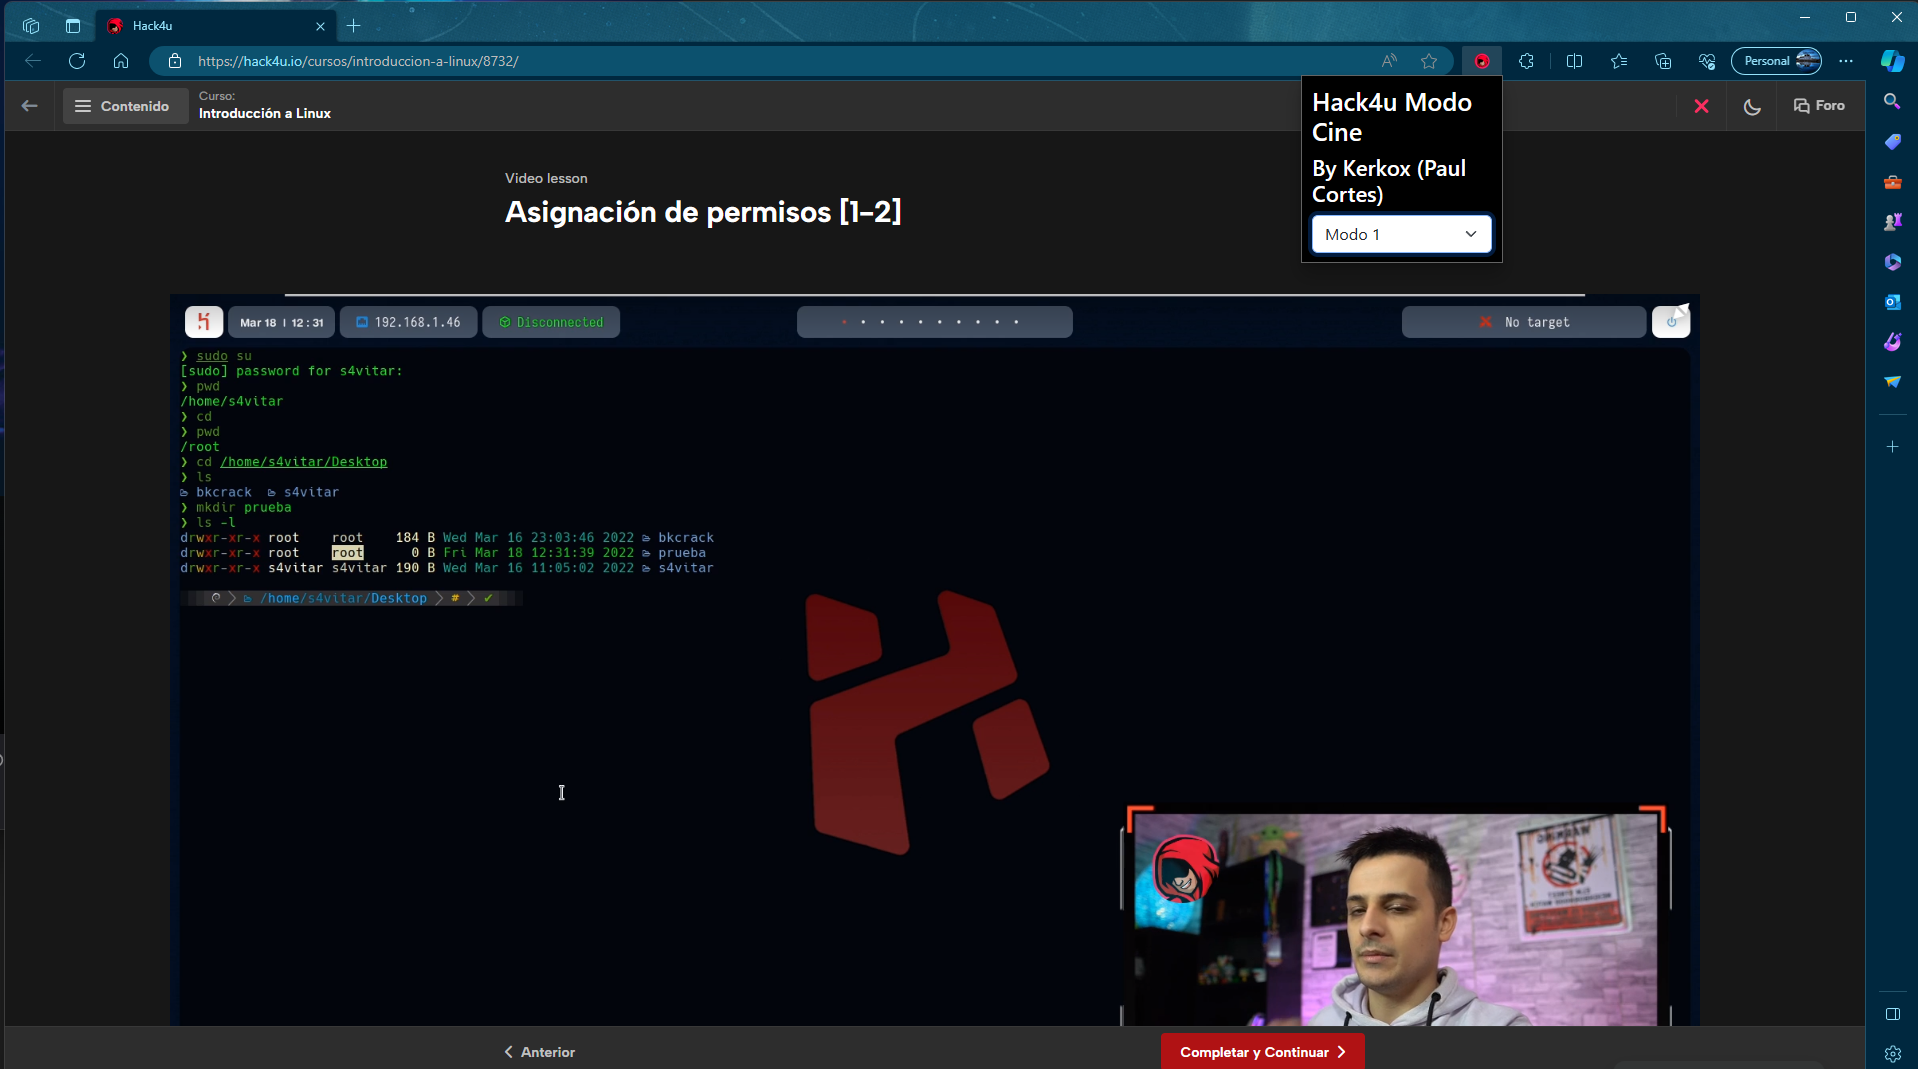 Hack4u
https://hack4u.io/cursos/introduccion-a-linux/8732/
Personal
Contenido
Curso:
Introducción a Linux
Foro
Hack4u Modo
Cine
By Kerkox (Paul
Cortes)
Modo 1
Video lesson
Asignación de permisos [1-2]
Mar 18 | 12:31
192.168.1.46
Disconnected
No target
❯ sudo su
[sudo] password for s4vitar:
❯ pwd
/home/s4vitar
❯ cd
❯ pwd
/root
❯ cd /home/s4vitar/Desktop
❯ ls
bkcrack s4vitar
❯ mkdir prueba
❯ ls -l
drwxr-xr-x root root 184 B Wed Mar 16 23:03:46 2022 bkcrack
drwxr-xr-x root root 0 B Fri Mar 18 12:31:39 2022 prueba
drwxr-xr-x s4vitar s4vitar 190 B Wed Mar 16 11:05:02 2022 s4vitar
/home/s4vitar/Desktop # ✔
Anterior
Completar y Continuar